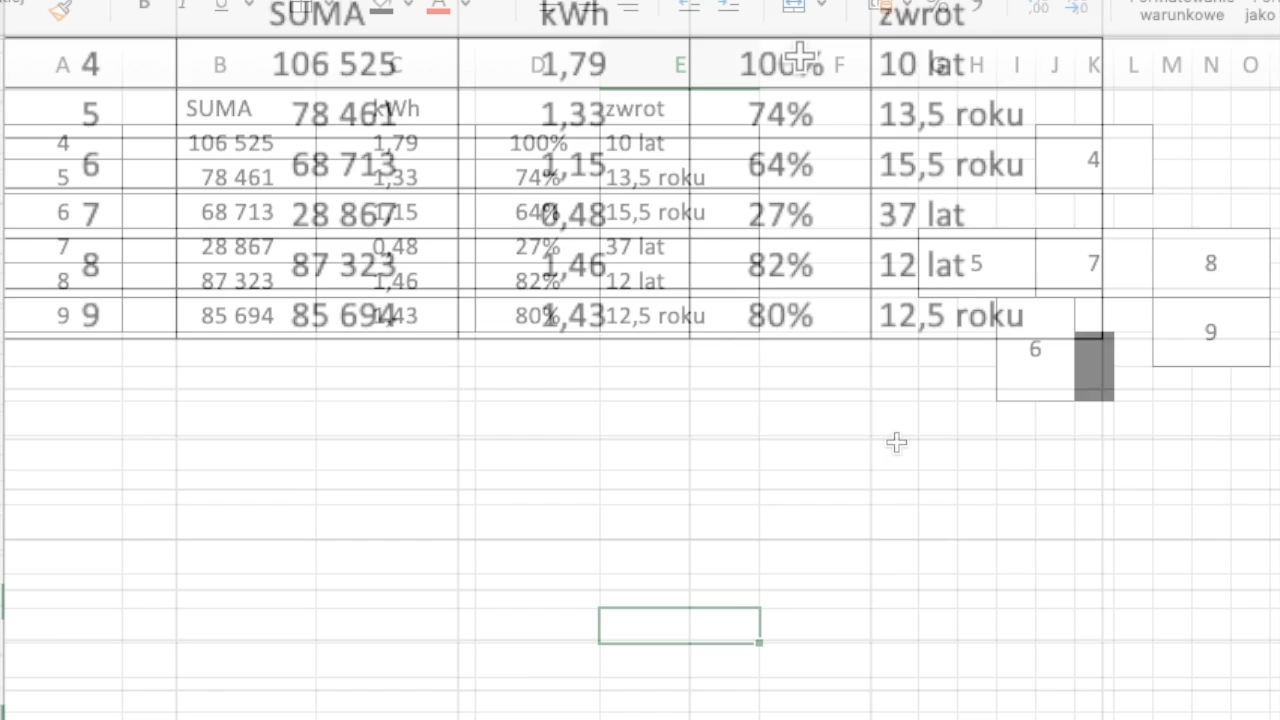 SUMA kWh zwrot
Formatowanie
warunkowe jako
4 106 525 1,79 100% 10 lat
5 78 461 1,33 74% 13,5 roku
6 68 713 1,15 64% 15,5 roku
7 28 867 0,48 27% 37 lat
8 87 323 1,46 82% 12 lat
9 85 694 1,43 80% 12,5 roku
A B C D E F G H I J K L M N O
SUMA kWh zwrot
4 106 525 1,79 100% 10 lat
5 78 461 1,33 74% 13,5 roku
6 68 713 1,15 64% 15,5 roku
7 28 867 0,48 27% 37 lat
8 87 323 1,46 82% 12 lat
9 85 694 1,43 80% 12,5 roku
4
5 7 8
6 9